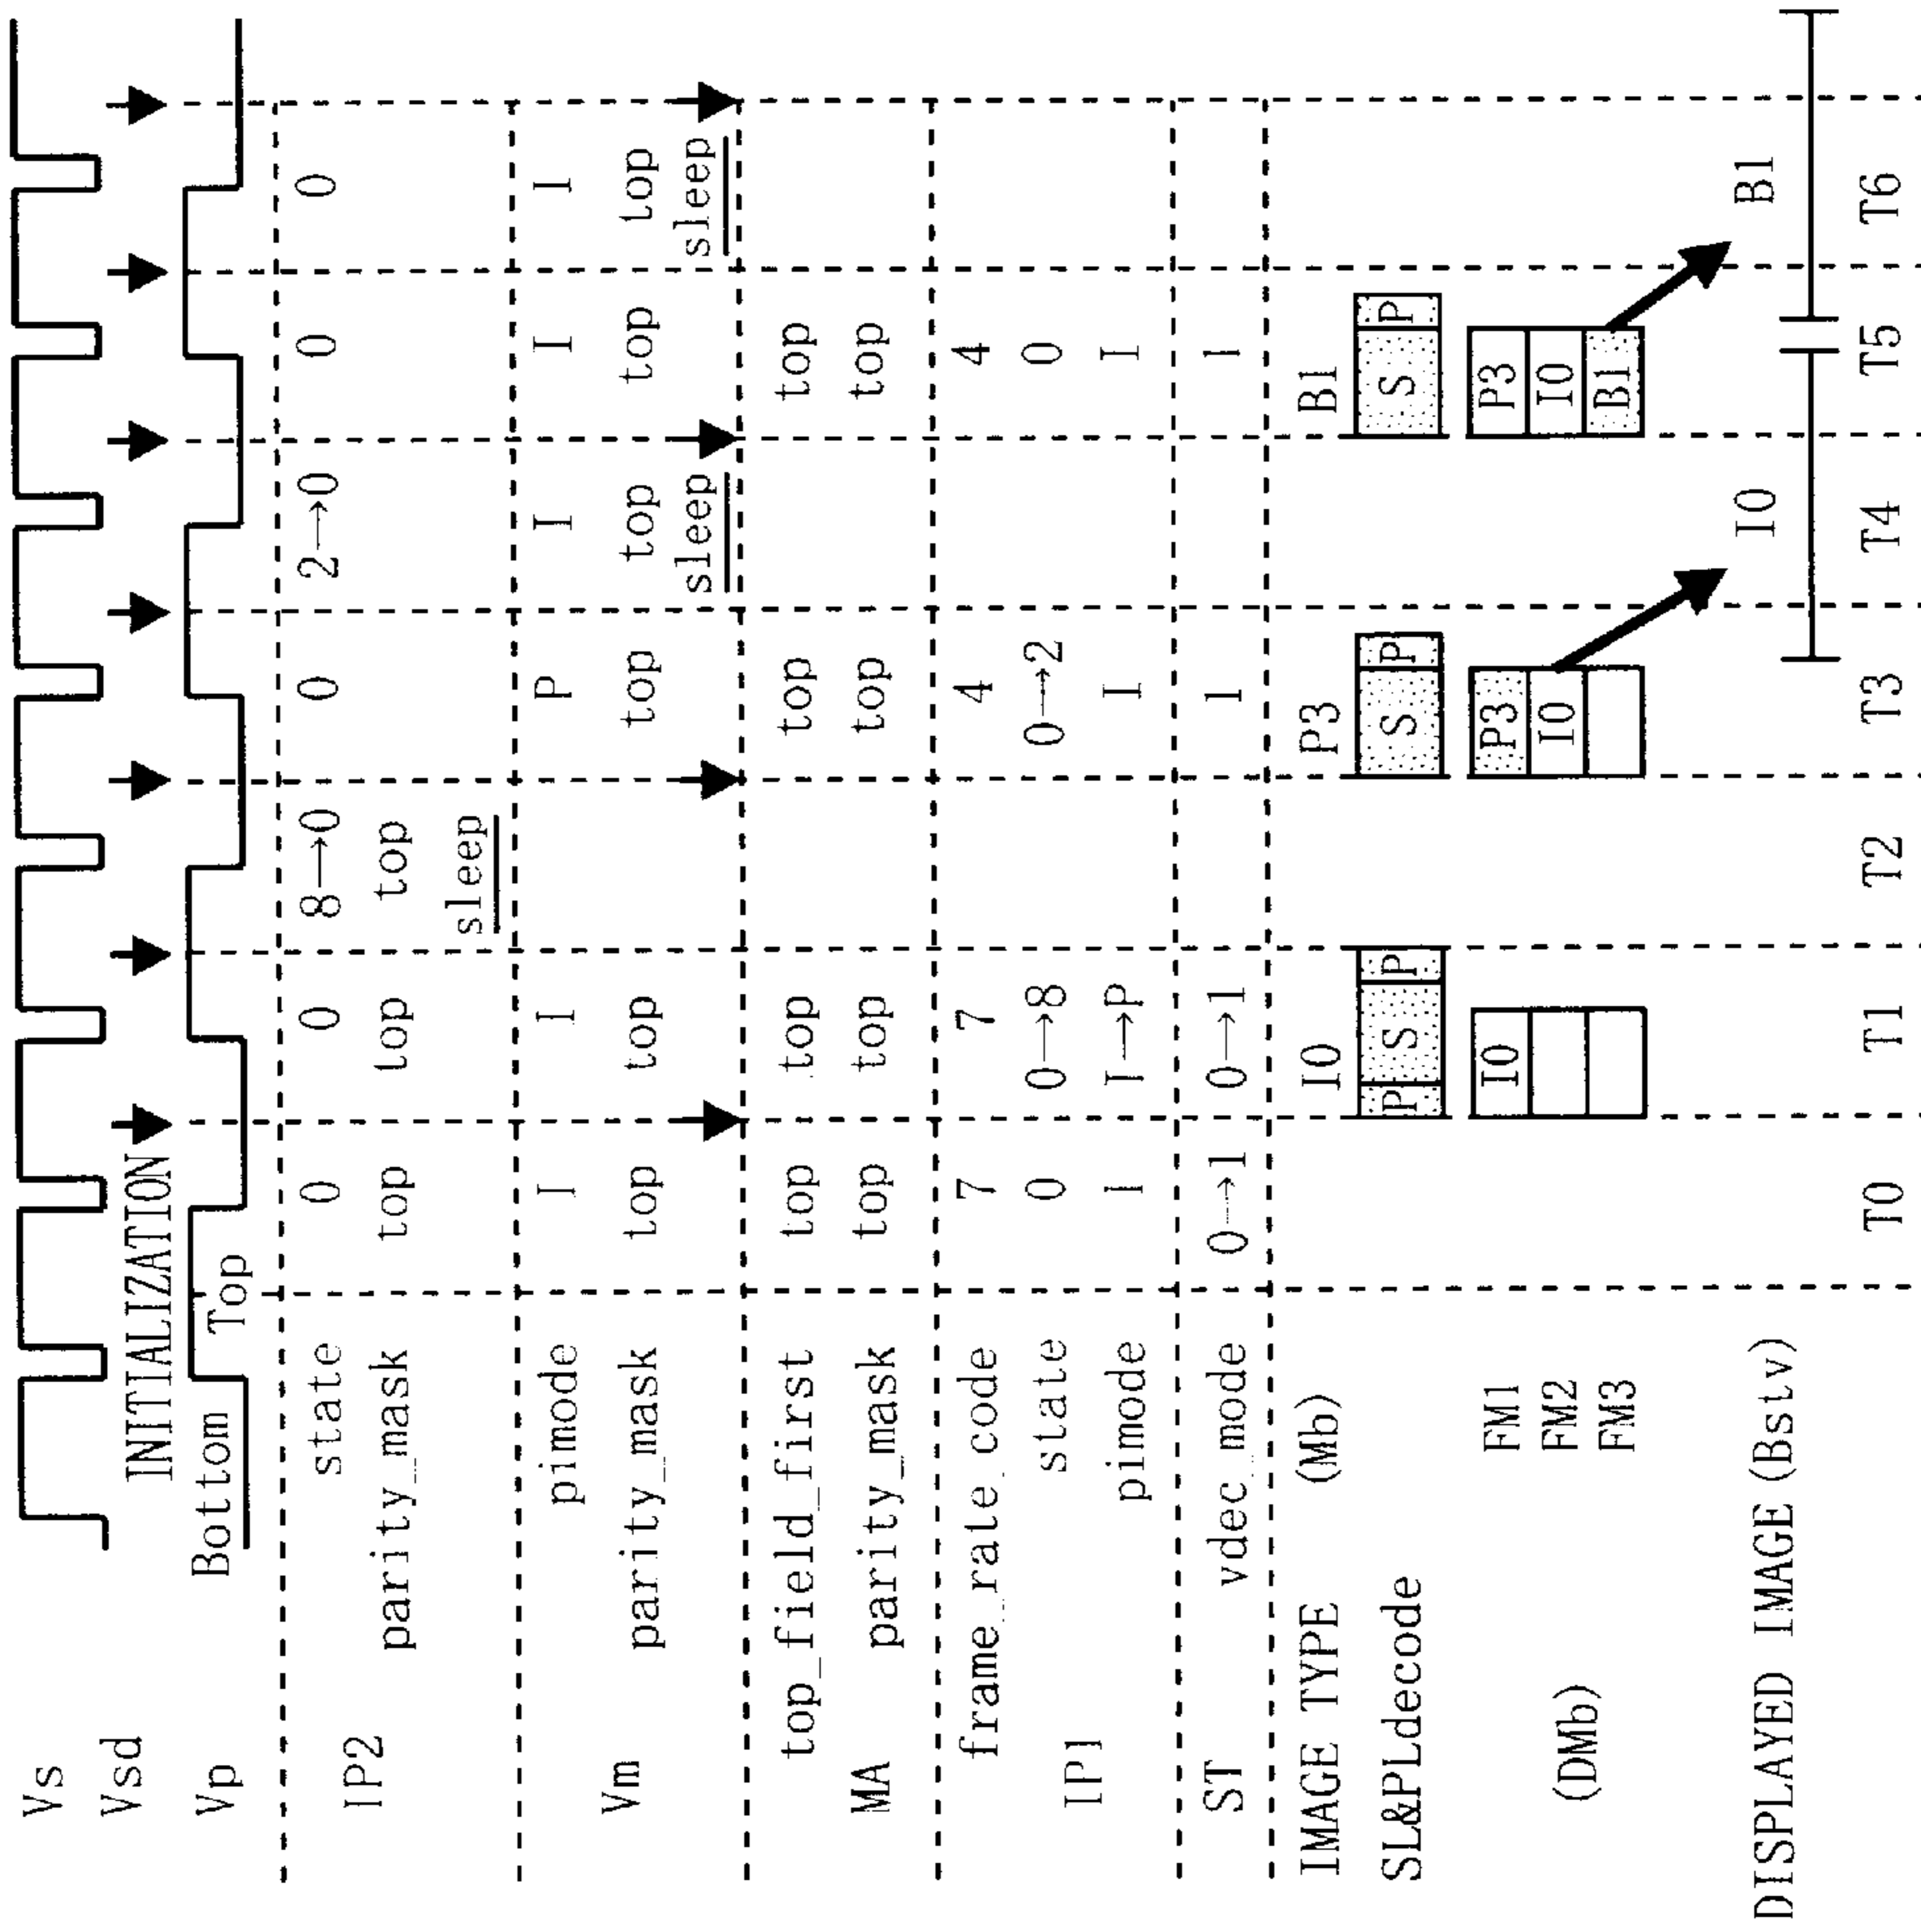 Vs
Vsd INITIALIZATION
Vp Bottom Top
IP2 state 0 0 8→0 0 2→0 0 0
parity_mask top top top
sleep
Vm pimode I I P I I I
parity_mask top top top top top top
sleep sleep
MA top_field_first top top top top
parity_mask top top top top
IP1 frame_rate_code 7 7 4 4
state 0 0→8 0→2 0
pimode I I→P I I
ST vdec_mode 0→1 0→1 1 1
IMAGE TYPE (Mb) I0 P3 B1
SL&PLdecode P S P S P S P
(DMb) FM1 I0 P3 P3
FM2 I0 I0
FM3 B1
DISPLAYED IMAGE (Bstv) I0 B1
T0 T1 T2 T3 T4 T5 T6